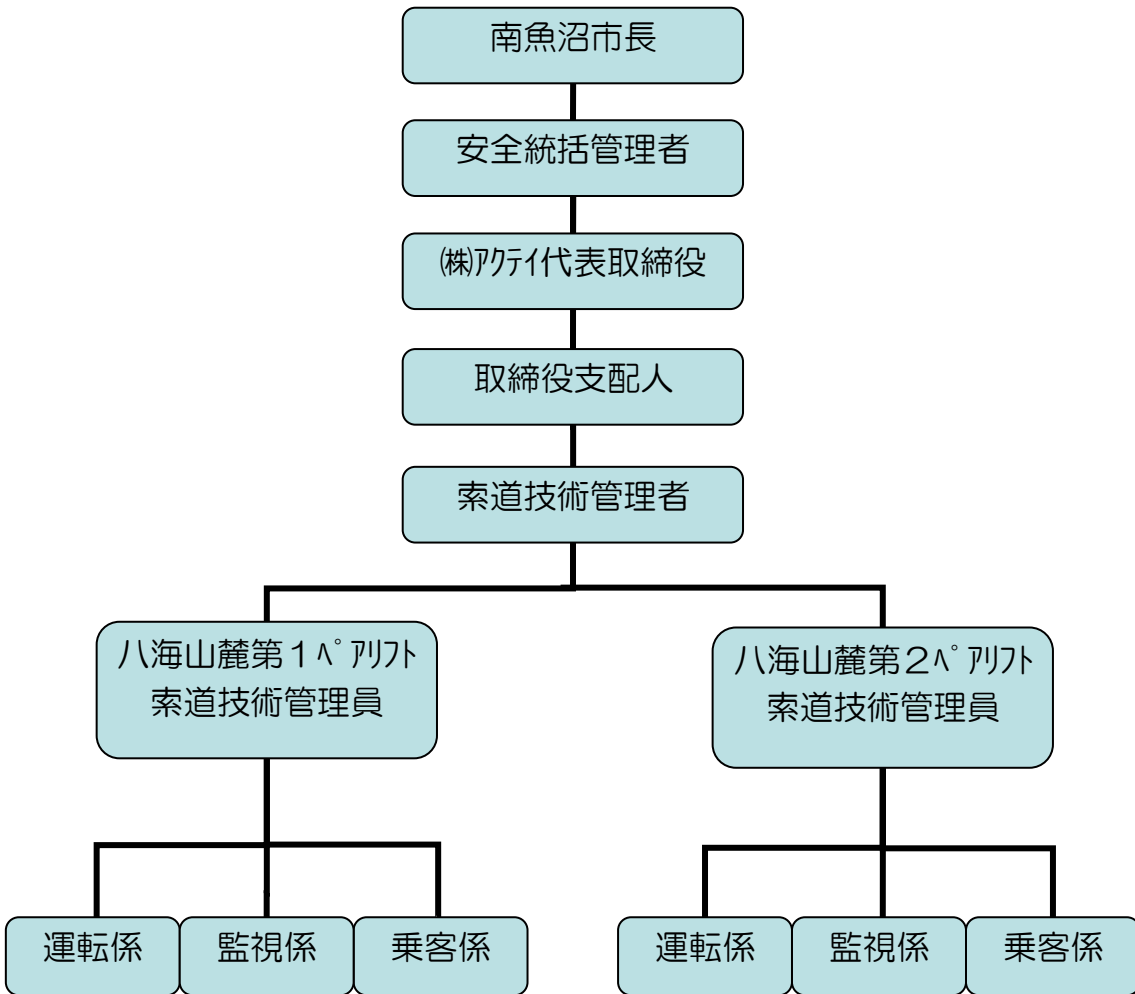 南魚沼市長
安全統括管理者
㈱ｱｸﾃｲ代表取締役
取締役支配人
索道技術管理者
八海山麓第１ﾍﾟｱﾘﾌﾄ
索道技術管理員
八海山麓第２ﾍﾟｱﾘﾌﾄ
索道技術管理員
運転係
監視係
乗客係
運転係
監視係
乗客係